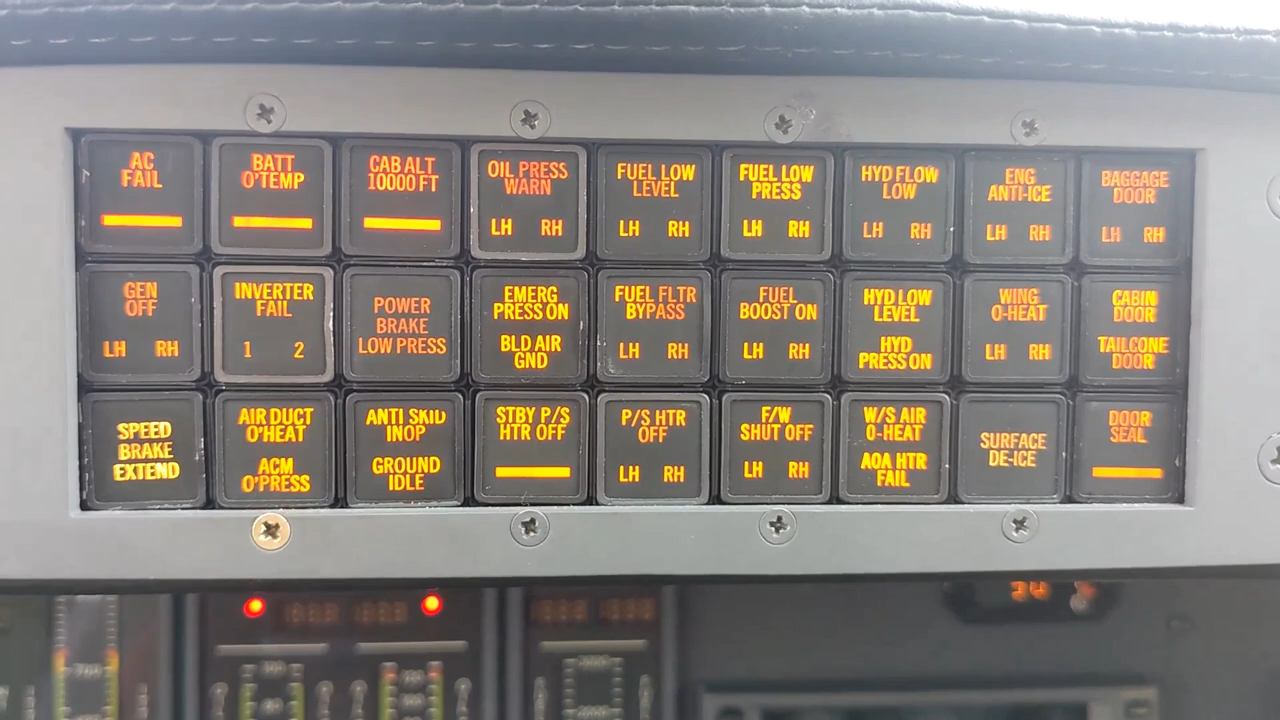 AC
FAIL
BATT
O'TEMP
CAB ALT
10000 FT
OIL PRESS
WARN
LH RH
FUEL LOW
LEVEL
LH RH
FUEL LOW
PRESS
LH RH
HYD FLOW
LOW
LH RH
ENG
ANTI-ICE
LH RH
BAGGAGE
DOOR
LH RH
GEN
OFF
LH RH
INVERTER
FAIL
1 2
POWER
BRAKE
LOW PRESS
EMERG
PRESS ON
BLD AIR
GND
FUEL FLTR
BYPASS
LH RH
FUEL
BOOST ON
LH RH
HYD LOW
LEVEL
HYD
PRESS ON
WING
O-HEAT
LH RH
CABIN
DOOR
TAILCONE
DOOR
SPEED
BRAKE
EXTEND
AIR DUCT
O'HEAT
ACM
O'PRESS
ANTI SKID
INOP
GROUND
IDLE
STBY P/S
HTR OFF
P/S HTR
OFF
LH RH
F/W
SHUT OFF
LH RH
W/S AIR
O-HEAT
AOA HTR
FAIL
SURFACE
DE-ICE
DOOR
SEAL